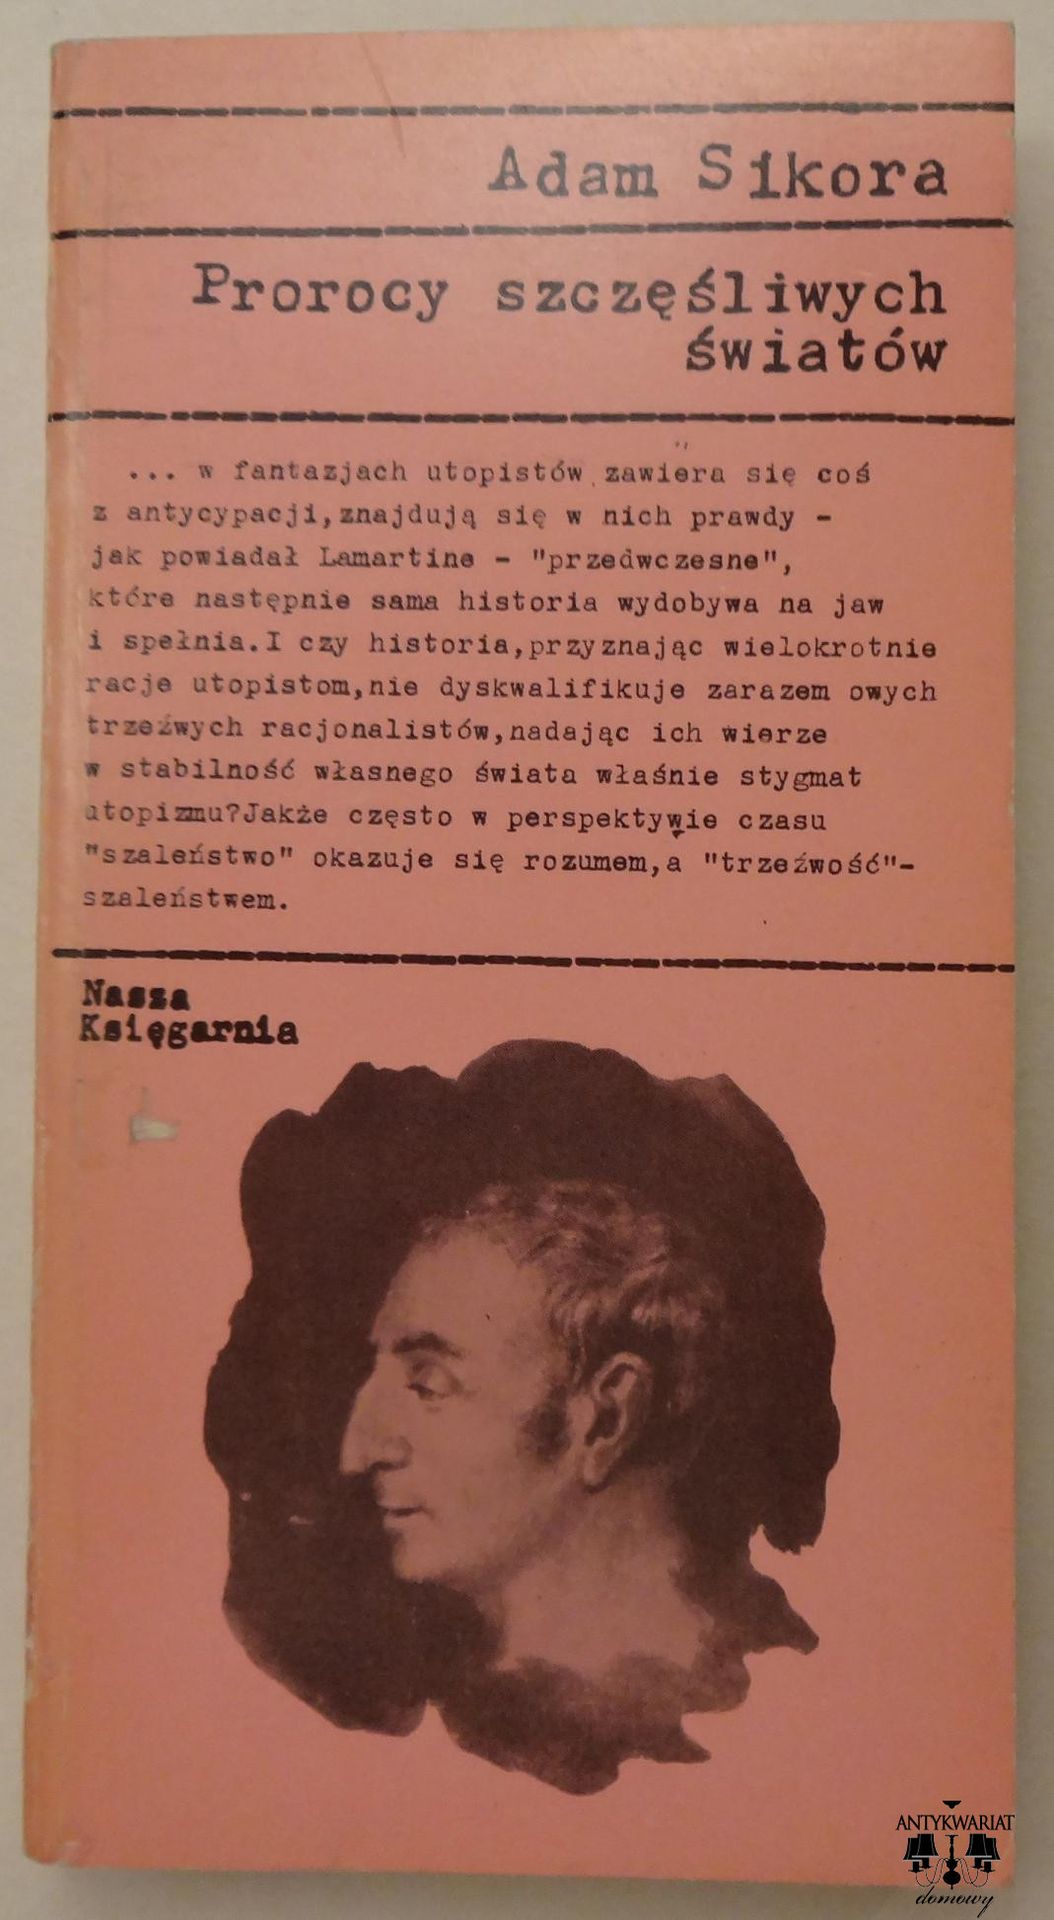 Adam Sikora
Prorocy szczęśliwych
światów
... w fantazjach utopistów zawiera się coś
z antycypacji,znajdują się w nich prawdy -
jak powiadał Lamartine - "przedwczesne",
które następnie sama historia wydobywa na jaw
i spełnia.I czy historia,przyznając wielokrotnie
racje utopistom,nie dyskwalifikuje zarazem owych
trzeźwych racjonalistów,nadając ich wierze
w stabilność własnego świata właśnie stygmat
utopizmu?Jakże często w perspektywie czasu
"szaleństwo" okazuje się rozumem,a "trzeźwość"-
szaleństwem.
Nasza
Księgarnia
ANTYKWARIAT
domowy